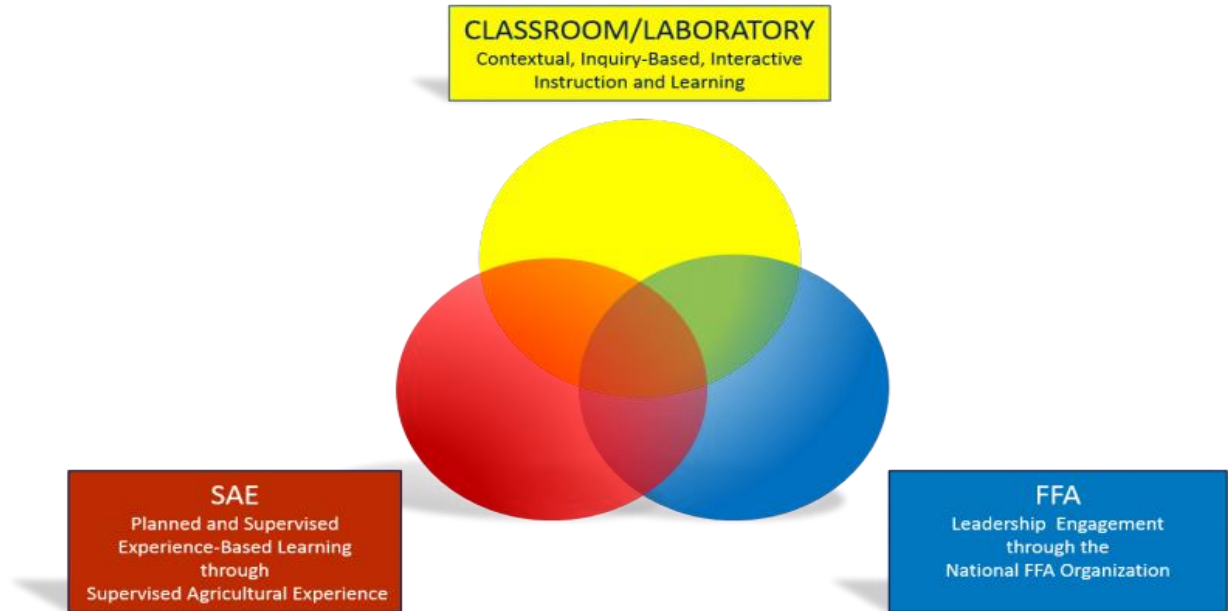 CLASSROOM/LABORATORY
Contextual, Inquiry-Based, Interactive
Instruction and Learning
SAE
Planned and Supervised
Experience-Based Learning
through
Supervised Agricultural Experience
FFA
Leadership Engagement
through the
National FFA Organization